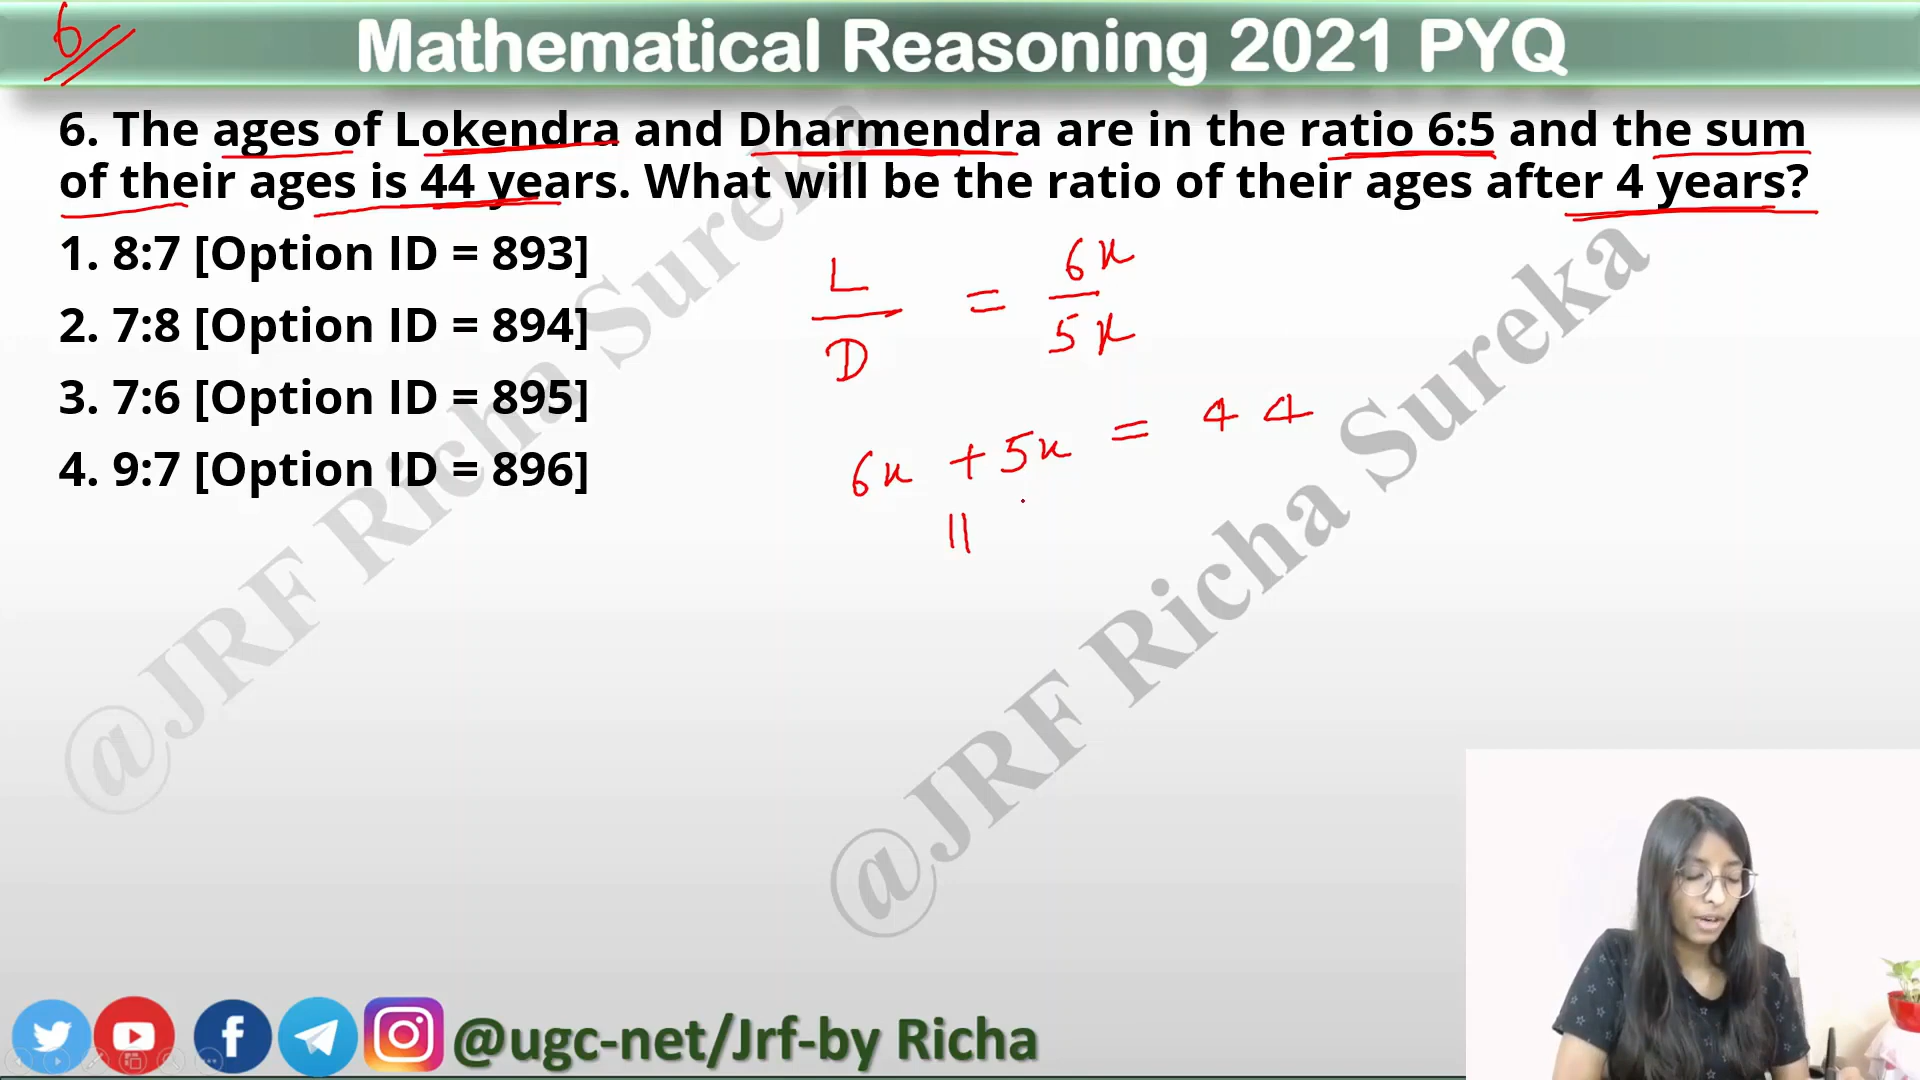 6
Mathematical Reasoning 2021 PYQ
6. The ages of Lokendra and Dharmendra are in the ratio 6:5 and the sum
of their ages is 44 years. What will be the ratio of their ages after 4 years?
1. 8:7 [Option ID = 893]
2. 7:8 [Option ID = 894]
3. 7:6 [Option ID = 895]
4. 9:7 [Option ID = 896]
L/D = 6x/5x
6x + 5x = 44
11
@JRF Richa Sureka
@JRF Richa Sureka
@ugc-net/Jrf-by Richa